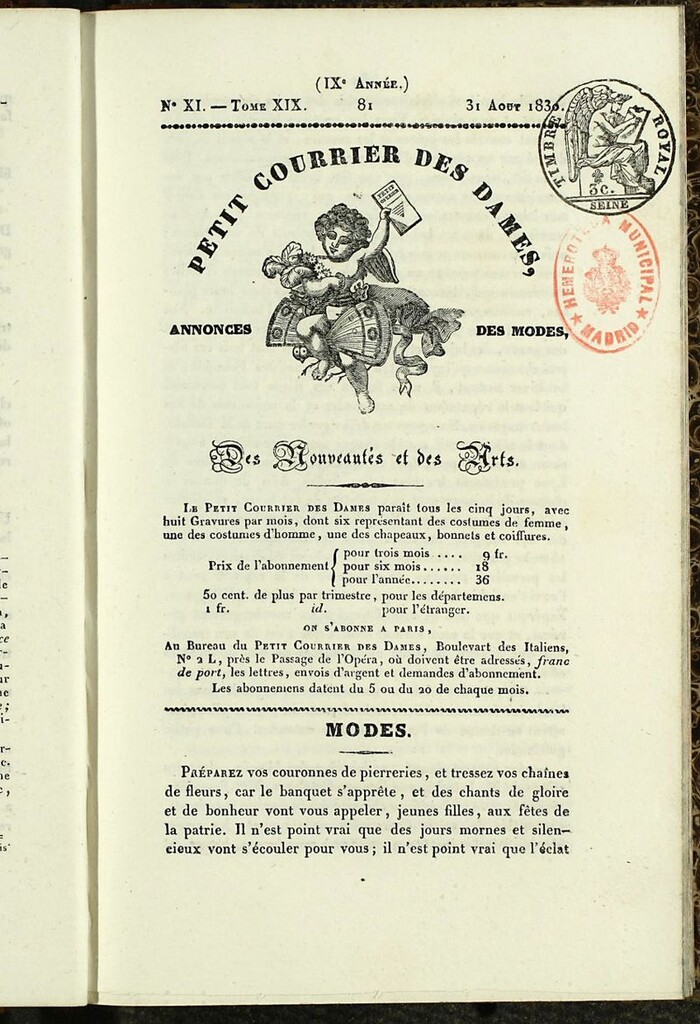 (IXe Année.)
No XI. — Tome XIX. 81 31 Aout 1830.
TIMBRE ROYAL
3c.
SEINE
PETIT COURRIER DES DAMES,
HEMEROTECA MUNICIPAL
★ MADRID ★
ANNONCES DES MODES,
Des Nouveautés et des Arts.
Le Petit Courrier des Dames paraît tous les cinq jours, avec
huit Gravures par mois, dont six représentant des costumes de femme,
une des costumes d'homme, une des chapeaux, bonnets et coiffures.
Prix de l'abonnement { pour trois mois .... 9 fr.
pour six mois...... 18
pour l'année........ 36
50 cent. de plus par trimestre, pour les départemens.
1 fr. id. pour l'étranger.
ON S'ABONNE A PARIS,
Au Bureau du Petit Courrier des Dames, Boulevart des Italiens,
No 2 L, près le Passage de l'Opéra, où doivent être adressés, franc
de port, les lettres, envois d'argent et demandes d'abonnement.
Les abonnemens datent du 5 ou du 20 de chaque mois.
MODES.
Préparez vos couronnes de pierreries, et tressez vos chaînes
de fleurs, car le banquet s'apprête, et des chants de gloire
et de bonheur vont vous appeler, jeunes filles, aux fêtes de
la patrie. Il n'est point vrai que des jours mornes et silen-
cieux vont s'écouler pour vous; il n'est point vrai que l'éclat